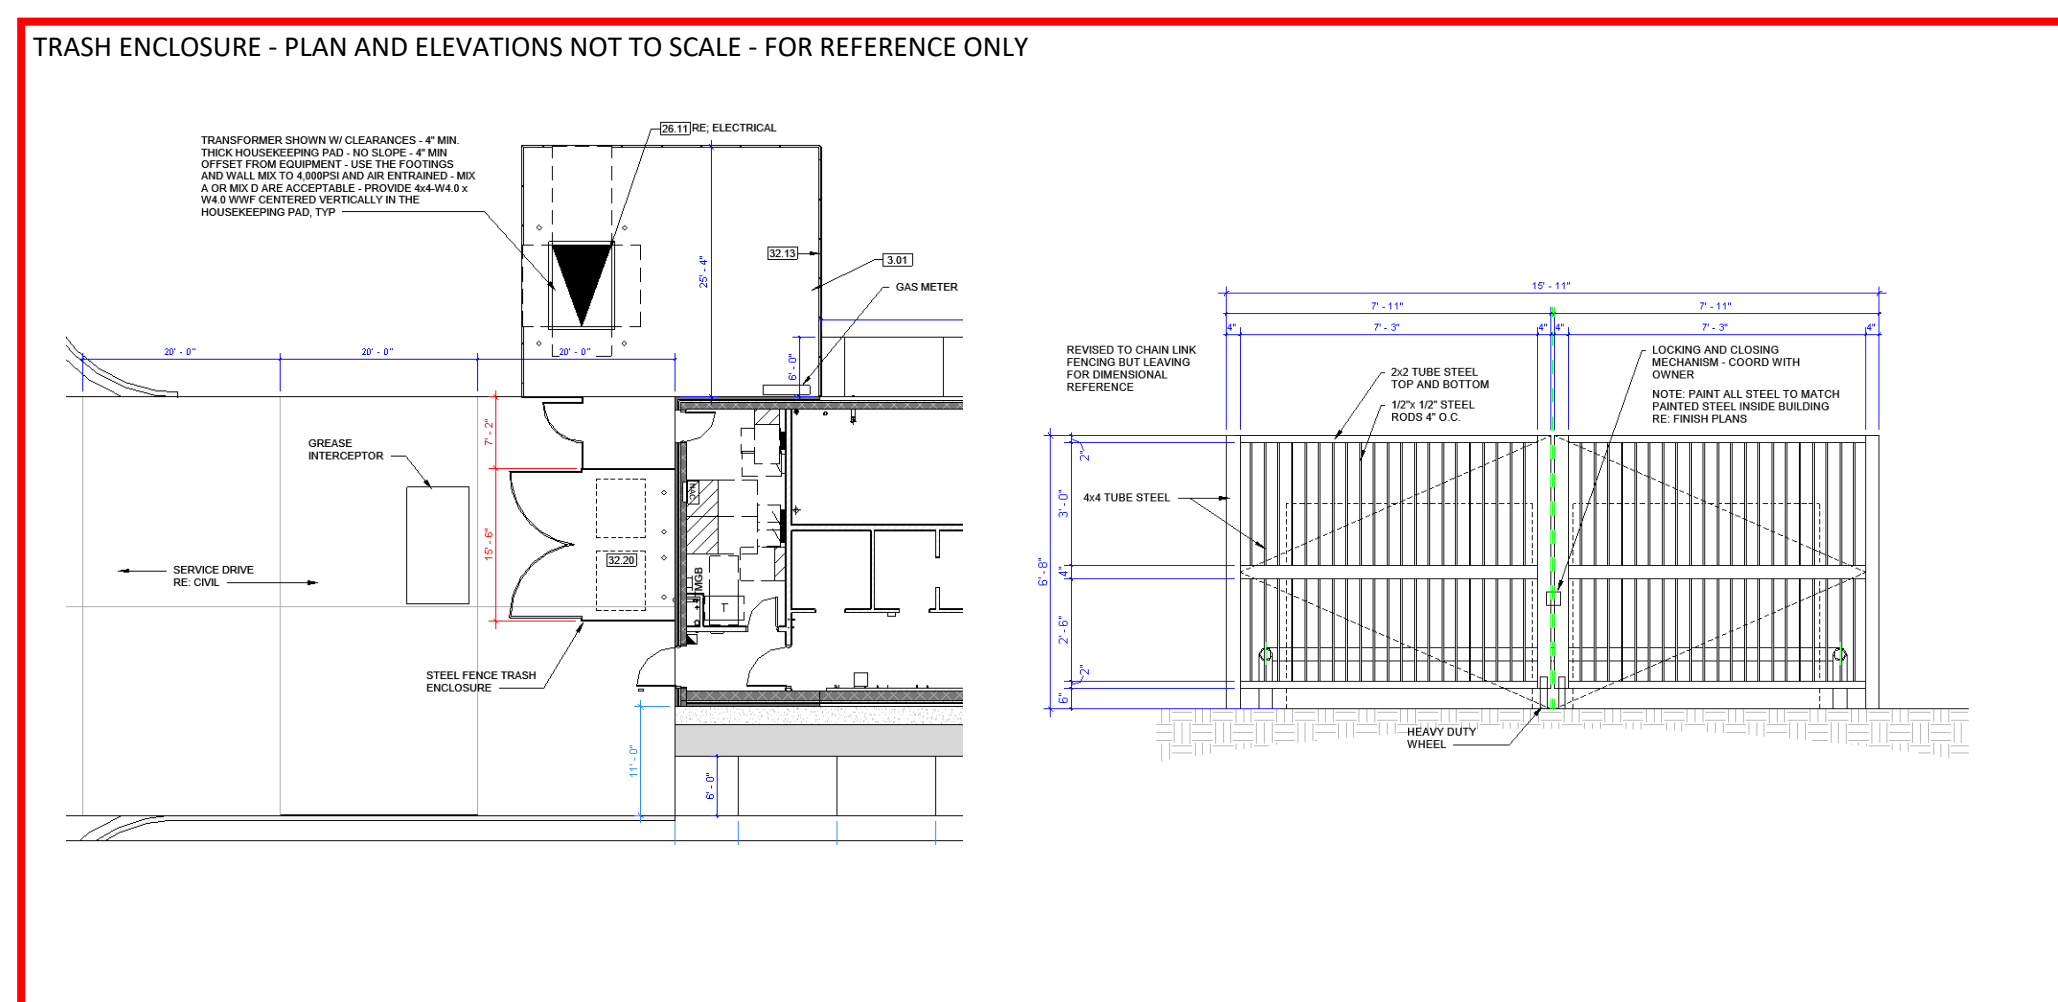 TRASH ENCLOSURE - PLAN AND ELEVATIONS NOT TO SCALE - FOR REFERENCE ONLY
TRANSFORMER SHOWN W/ CLEARANCES - 4" MIN.
THICK HOUSEKEEPING PAD - NO SLOPE - 4" MIN
OFFSET FROM EQUIPMENT - USE THE FOOTINGS
AND WALL MIX TO 4,000PSI AND AIR ENTRAINED - MIX
A OR MIX D ARE ACCEPTABLE - PROVIDE 4x4-W4.0 x
W4.0 WWF CENTERED VERTICALLY IN THE
HOUSEKEEPING PAD, TYP
26.11 RE; ELECTRICAL
32.13
3.01
GAS METER
25' - 4"
6' - 0"
20' - 0"
20' - 0"
20' - 0"
7' - 2"
GREASE
INTERCEPTOR
15' - 6"
32.20
NAC
TMGB
T
SERVICE DRIVE
RE: CIVIL
STEEL FENCE TRASH
ENCLOSURE
11' - 0"
6' - 0"
15' - 11"
7' - 11"
7' - 11"
4"
7' - 3"
4"
4"
7' - 3"
4"
REVISED TO CHAIN LINK
FENCING BUT LEAVING
FOR DIMENSIONAL
REFERENCE
2x2 TUBE STEEL
TOP AND BOTTOM
1/2"x 1/2" STEEL
RODS 4" O.C.
LOCKING AND CLOSING
MECHANISM - COORD WITH
OWNER
NOTE: PAINT ALL STEEL TO MATCH
PAINTED STEEL INSIDE BUILDING
RE: FINISH PLANS
4x4 TUBE STEEL
6' - 8"
2"
3' - 0"
4"
2' - 6"
2"
6"
HEAVY DUTY
WHEEL